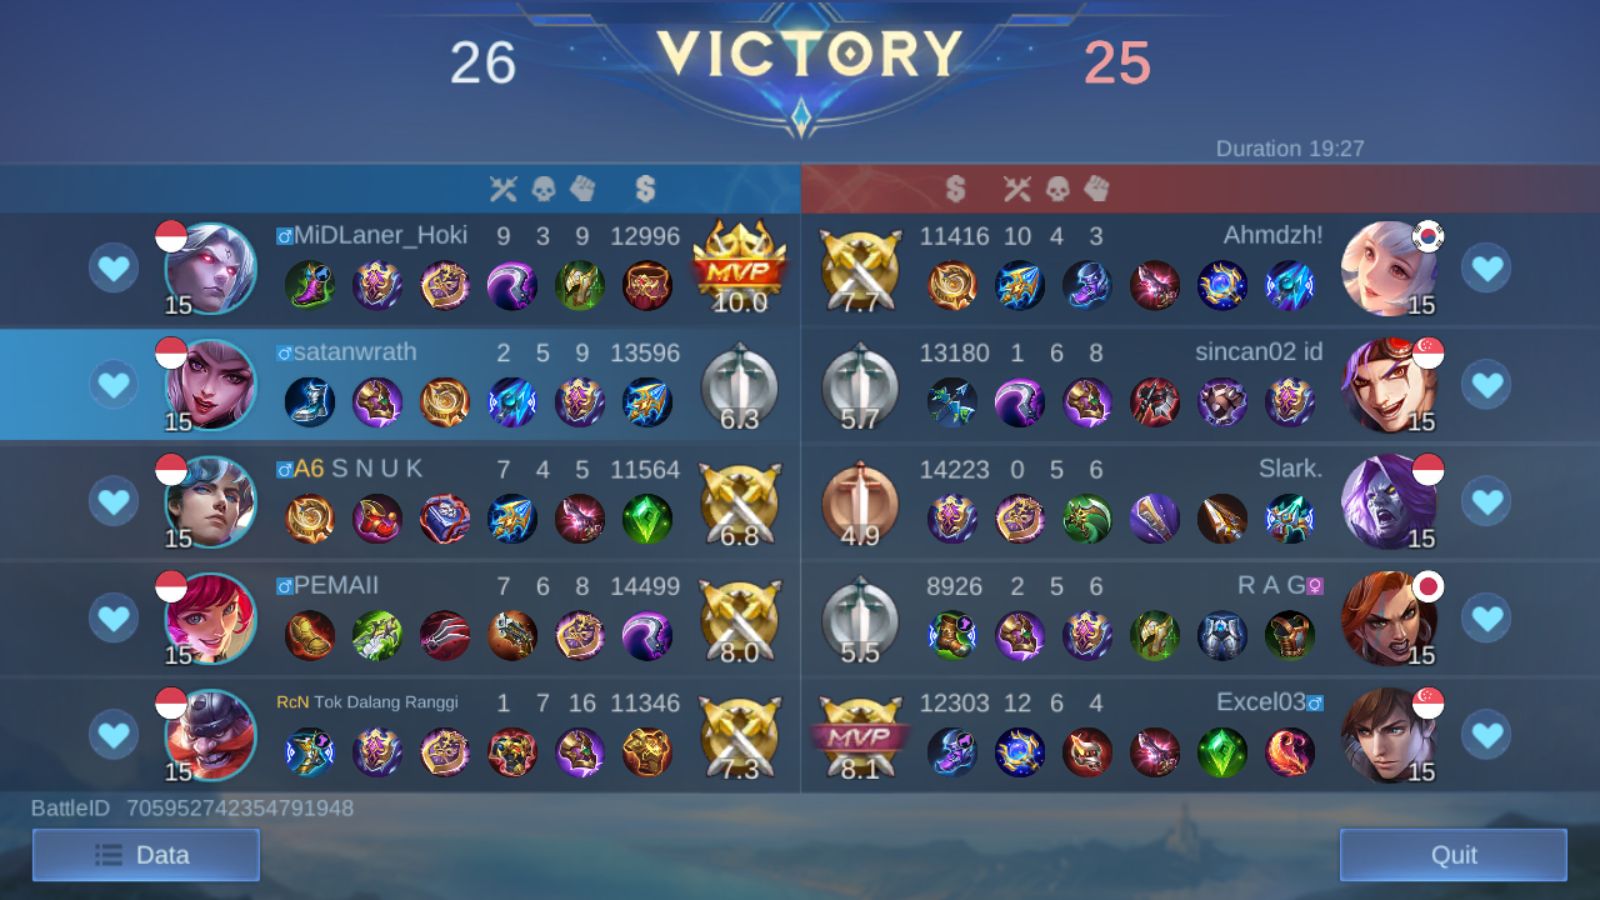 26 VICTORY 25
Duration 19:27
MiDLaner_Hoki 9 3 9 12996 MVP 10.0 15
7.7 11416 10 4 3 Ahmdzh! 15
satanwrath 2 5 9 13596 6.3 15
5.7 13180 1 6 8 sincan02 id 15
A6 S N U K 7 4 5 11564 6.8 15
4.9 14223 0 5 6 Slark. 15
PEMAII 7 6 8 14499 8.0 15
5.5 8926 2 5 6 R A G 15
RcN Tok Dalang Ranggi 1 7 16 11346 7.3 15
MVP 8.1 12303 12 6 4 Excel03 15
BattleID 705952742354791948
Data
Quit